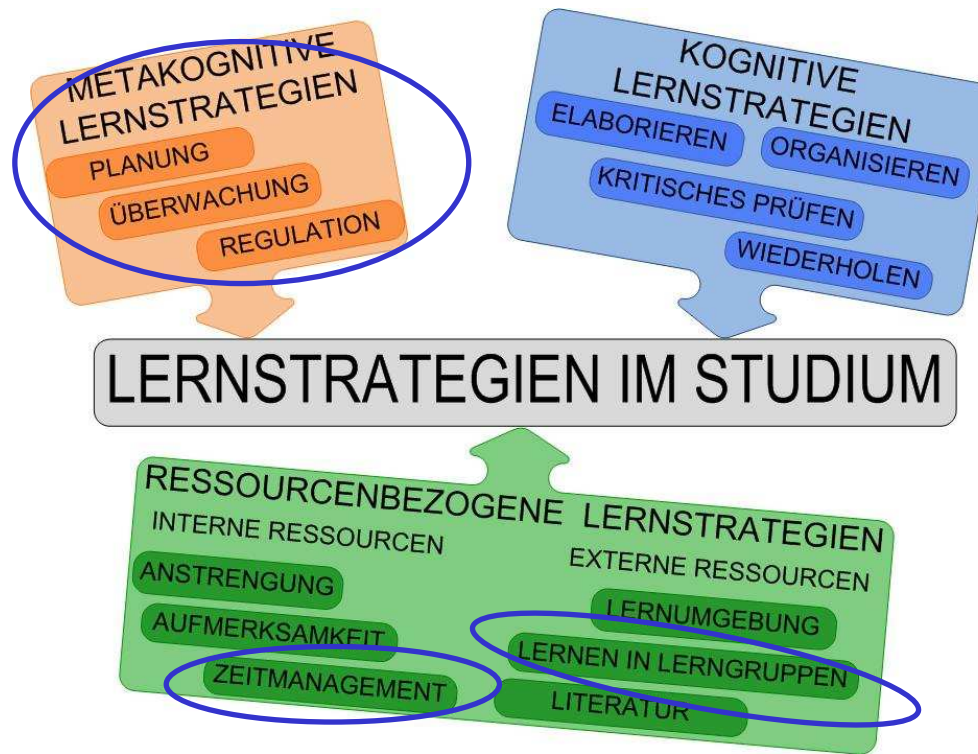 METAKOGNITIVE
LERNSTRATEGIEN
PLANUNG
ÜBERWACHUNG
REGULATION
KOGNITIVE
LERNSTRATEGIEN
ELABORIEREN
ORGANISIEREN
KRITISCHES PRÜFEN
WIEDERHOLEN
LERNSTRATEGIEN IM STUDIUM
RESSOURCENBEZOGENE LERNSTRATEGIEN
INTERNE RESSOURCEN
ANSTRENGUNG
AUFMERKSAMKEIT
ZEITMANAGEMENT
EXTERNE RESSOURCEN
LERNUMGEBUNG
LERNEN IN LERNGRUPPEN
LITERATUR